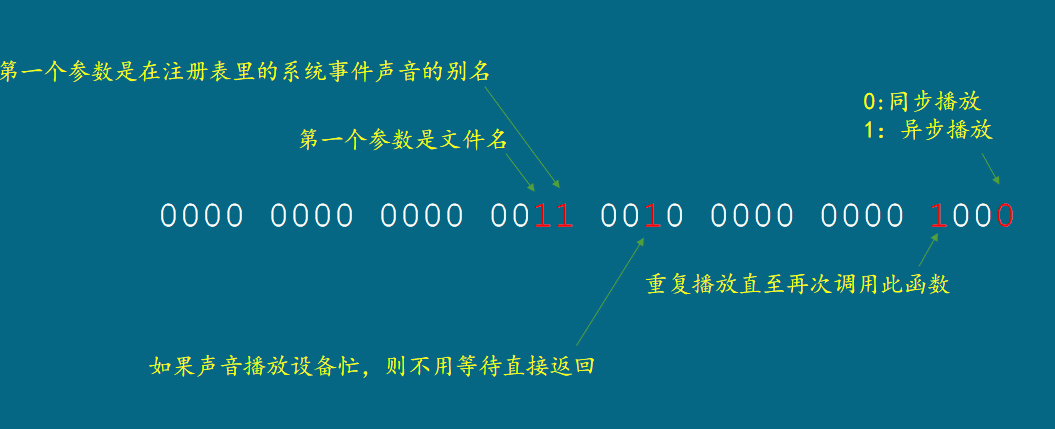 第一个参数是在注册表里的系统事件声音的别名
0:同步播放
1: 异步播放
第一个参数是文件名
0000 0000 0000 0011 0010 0000 0000 1000
重复播放直至再次调用此函数
如果声音播放设备忙，则不用等待直接返回